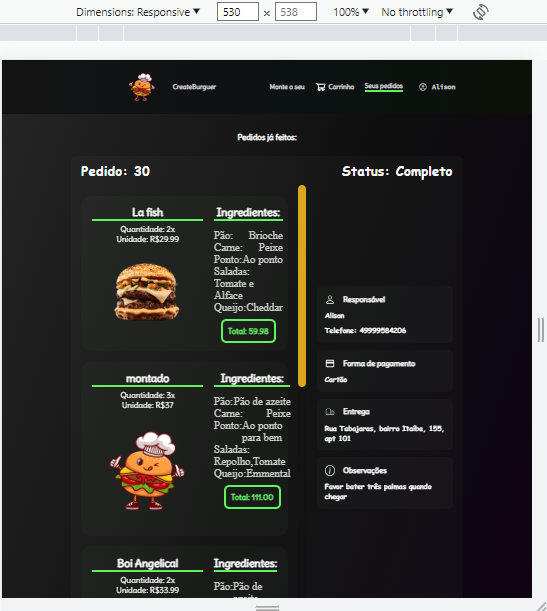 Dimensions: Responsive 530 x 538 100% No throttling
CreateBurguer Monte o seu Carrinho Seus pedidos Alison
Pedidos já feitos:
Pedido: 30 Status: Completo
La fish
Quantidade: 2x
Unidade: R$29.99
Ingredientes:
Pão: Brioche
Carne: Peixe
Ponto:Ao ponto
Saladas:
Tomate e
Alface
Queijo:Cheddar
Total: 59.98
montado
Quantidade: 3x
Unidade: R$37
Ingredientes:
Pão:Pão de azeite
Carne: Peixe
Ponto:Ao ponto
para bem
Saladas:
Repolho,Tomate
Queijo:Emmental
Total: 111.00
Boi Angelical
Quantidade: 2x
Unidade: R$33.99
Ingredientes:
Pão:Pão de
azeite
Responsável
Alison
Telefone: 49999584206
Forma de pagamento
Cartão
Entrega
Rua Tabajaras, bairro Itaíba, 155,
apt 101
Observações
Favor bater três palmas quando
chegar